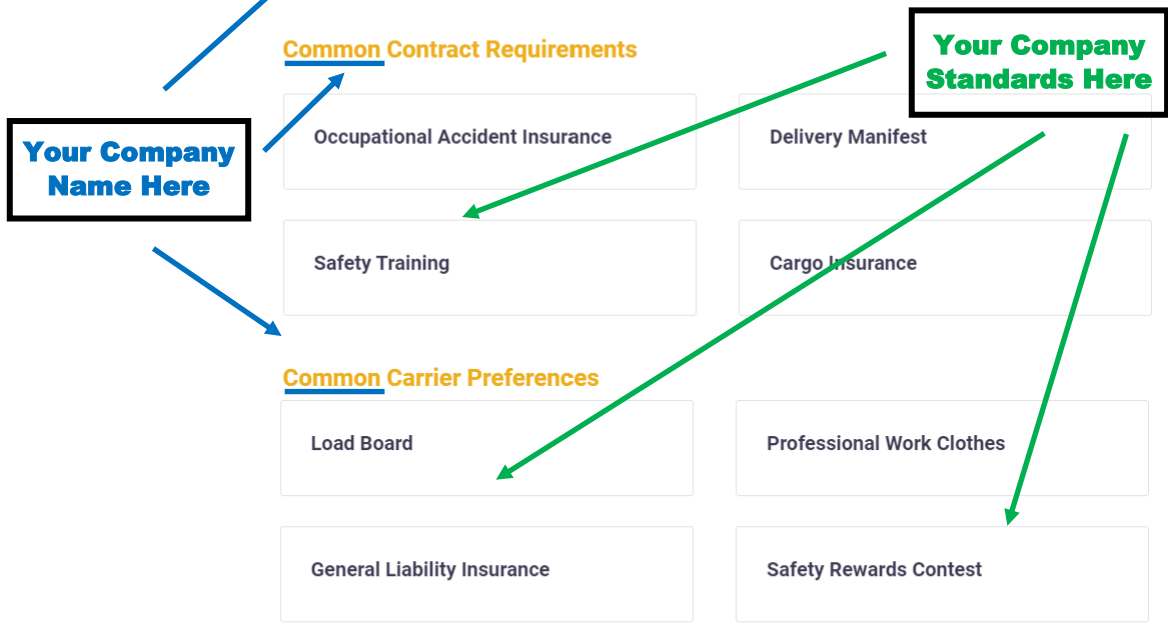 Common Contract Requirements
Your Company
Standards Here
Occupational Accident Insurance
Delivery Manifest
Your Company
Name Here
Safety Training
Cargo Insurance
Common Carrier Preferences
Load Board
Professional Work Clothes
General Liability Insurance
Safety Rewards Contest